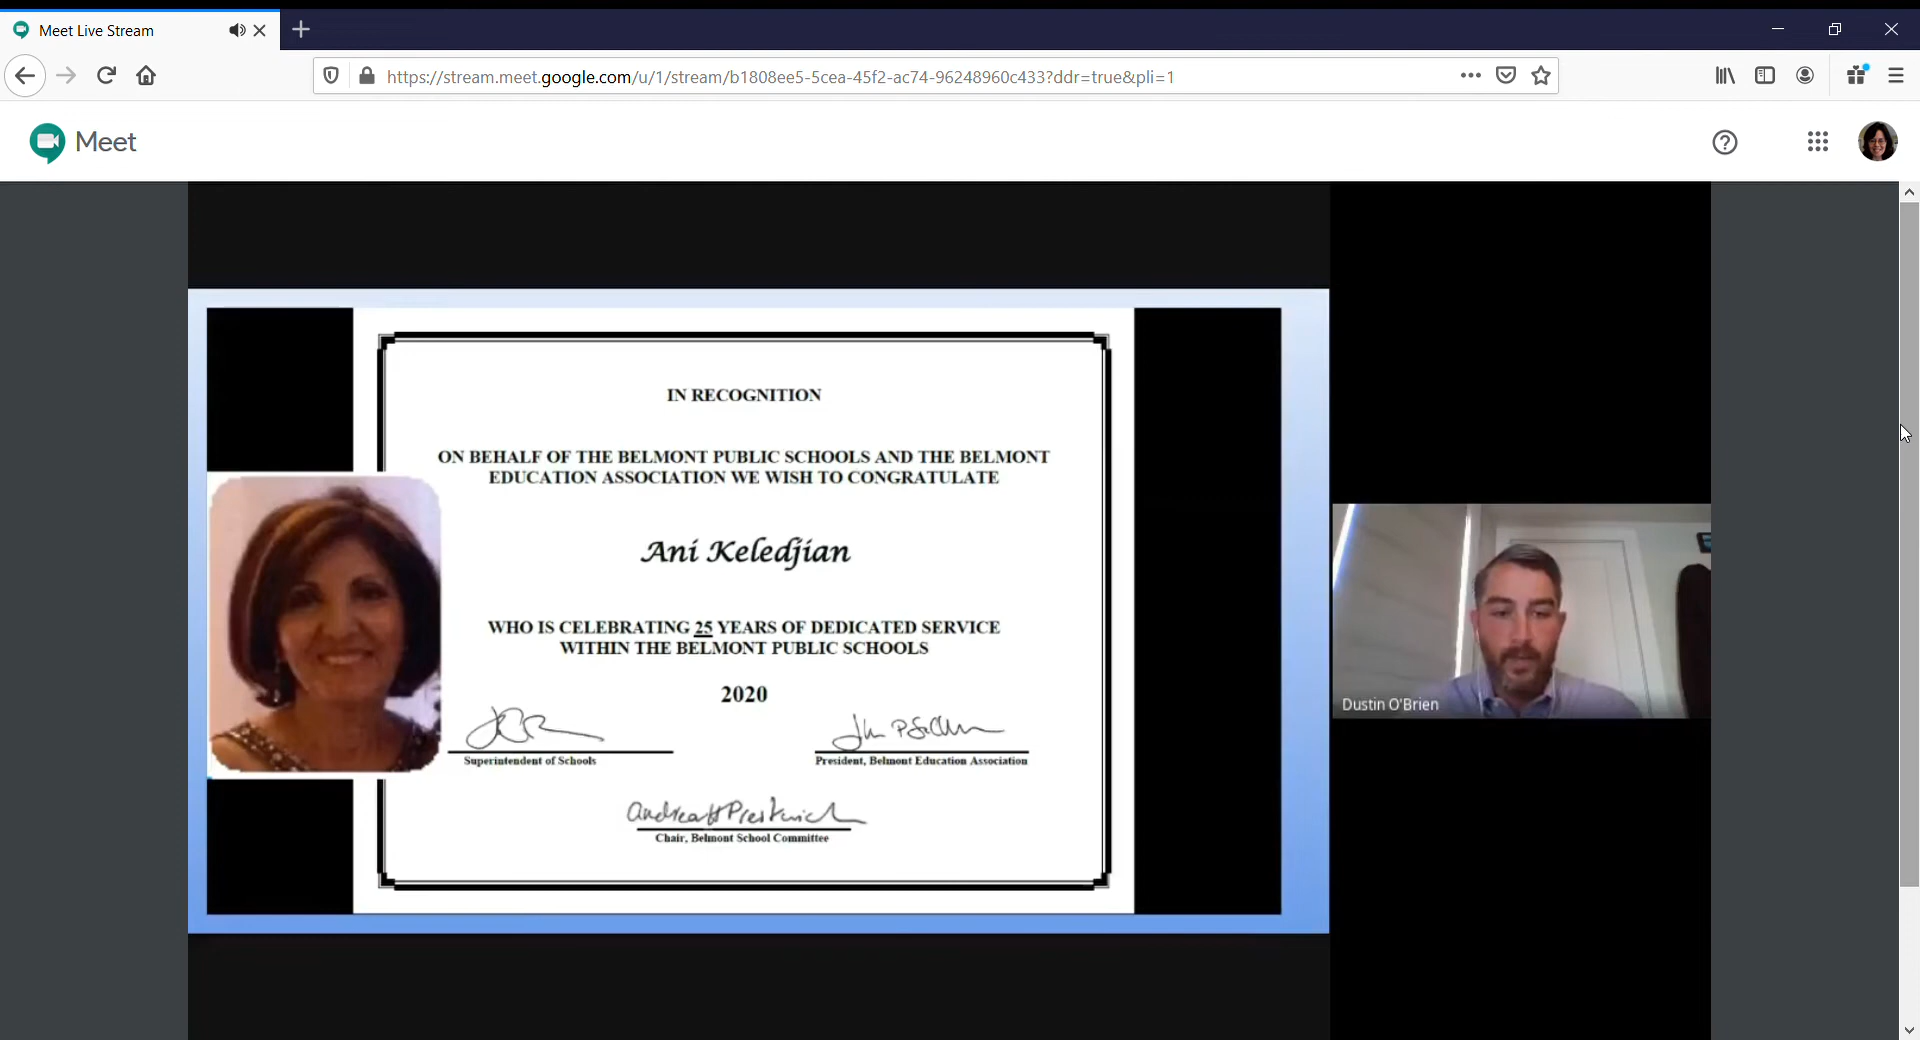 Meet Live Stream
https://stream.meet.google.com/u/1/stream/b1808ee5-5cea-45f2-ac74-96248960c433?ddr=true&pli=1
Meet
IN RECOGNITION
ON BEHALF OF THE BELMONT PUBLIC SCHOOLS AND THE BELMONT
EDUCATION ASSOCIATION WE WISH TO CONGRATULATE
Ani Keledjian
WHO IS CELEBRATING 25 YEARS OF DEDICATED SERVICE
WITHIN THE BELMONT PUBLIC SCHOOLS
2020
Superintendent of Schools
President, Belmont Education Association
Andrea Prestwich
Chair, Belmont School Committee
Dustin O'Brien